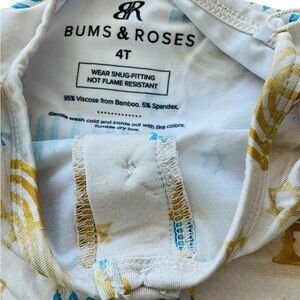 BR
BUMS & ROSES
4T
WEAR SNUG-FITTING
NOT FLAME RESISTANT
95% Viscose from Bamboo. 5% Spandex.
Gentle wash cold and inside out with like colors.
Tumble dry low.